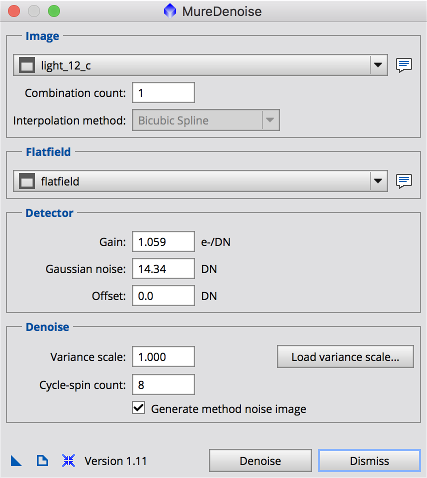 MureDenoise
Image
light_12_c
Combination count: 1
Interpolation method: Bicubic Spline
Flatfield
flatfield
Detector
Gain: 1.059 e-/DN
Gaussian noise: 14.34 DN
Offset: 0.0 DN
Denoise
Variance scale: 1.000 Load variance scale...
Cycle-spin count: 8
Generate method noise image
Version 1.11 Denoise Dismiss